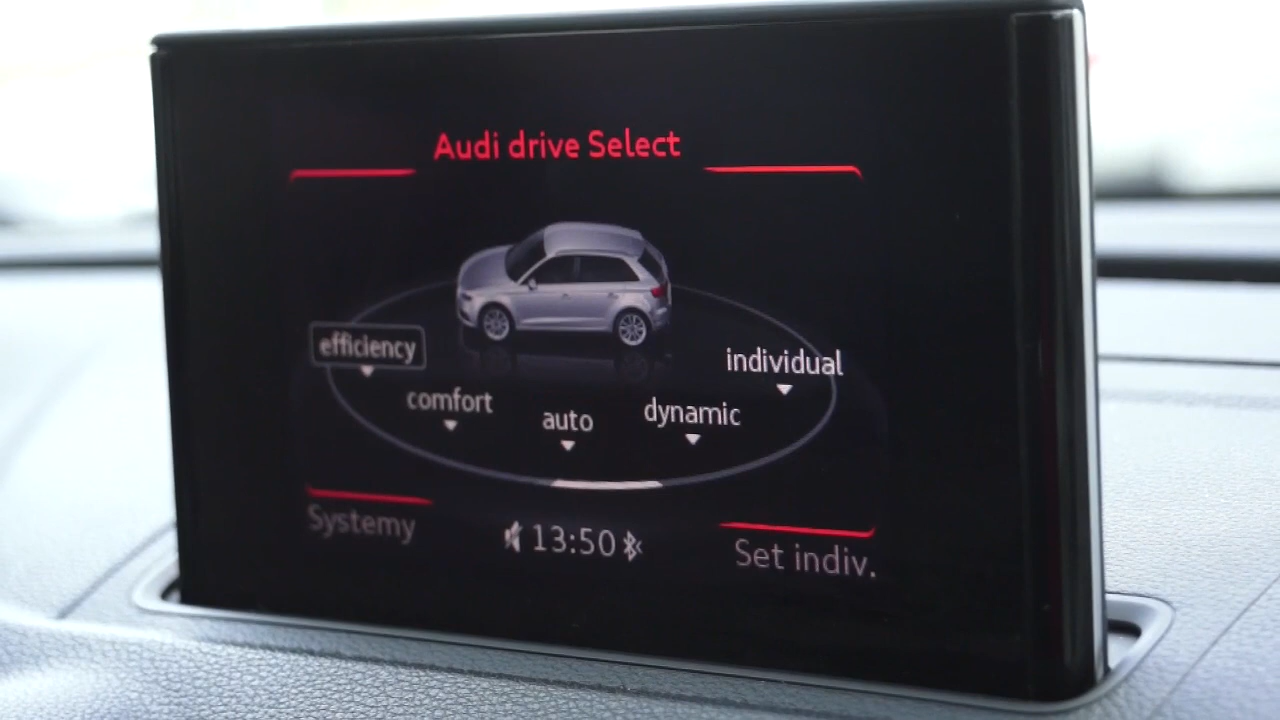 Audi drive Select
efficiency
comfort
auto
dynamic
individual
Systemy
13:50
Set indiv.